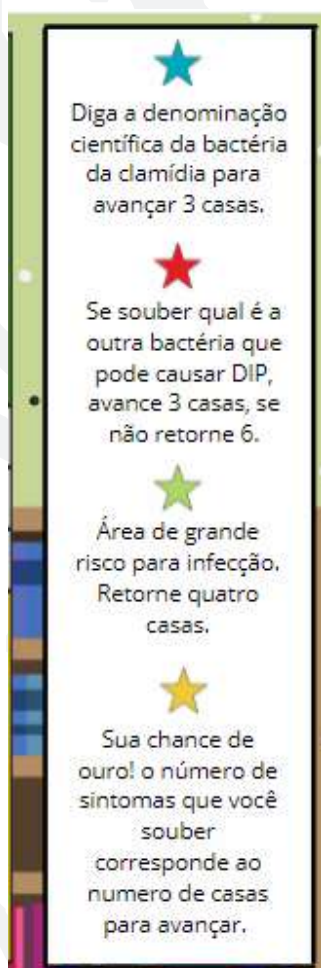 Diga a denominação
científica da bactéria
da clamídia para
avançar 3 casas.
Se souber qual é a
outra bactéria que
pode causar DIP,
avance 3 casas, se
não retorne 6.
Área de grande
risco para infecção.
Retorne quatro
casas.
Sua chance de
ouro! o número de
sintomas que você
souber
corresponde ao
numero de casas
para avançar.